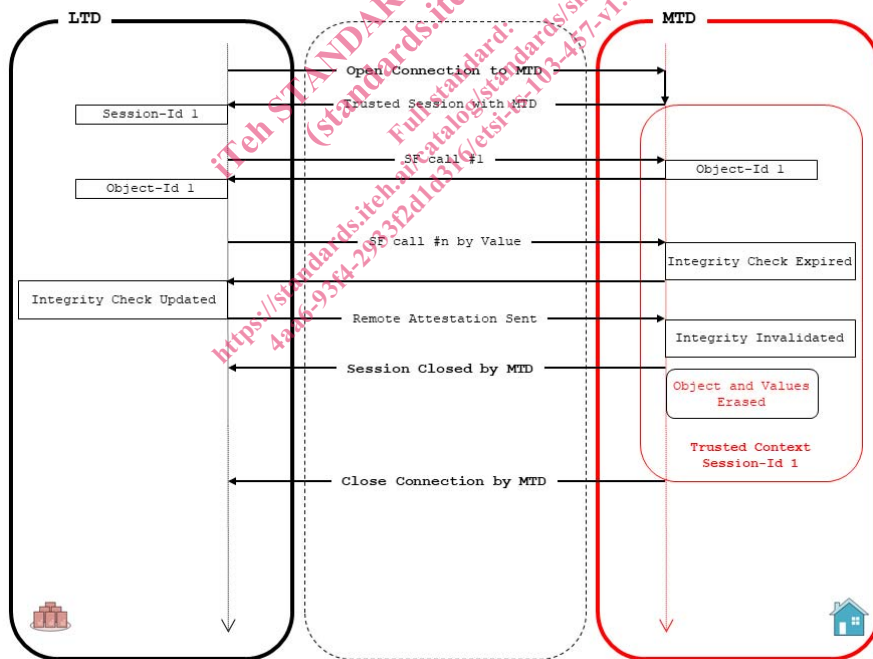 LTD
MTD
Open Connection to MTD
Trusted Session with MTD
Session-Id 1
SF call #1
Object-Id 1
Object-Id 1
SF call #n by Value
Integrity Check Expired
Integrity Check Updated
Remote Attestation Sent
Integrity Invalidated
Session Closed by MTD
Object and Values
Erased
Trusted Context
Session-Id 1
Close Connection by MTD
iTeh STANDAR
(standards.ite
Full standard:
https://standards.iteh.ai/catalog/standards/si
4aa6-93f4-2933f2d1d316/etsi-ts-103-457-v1.